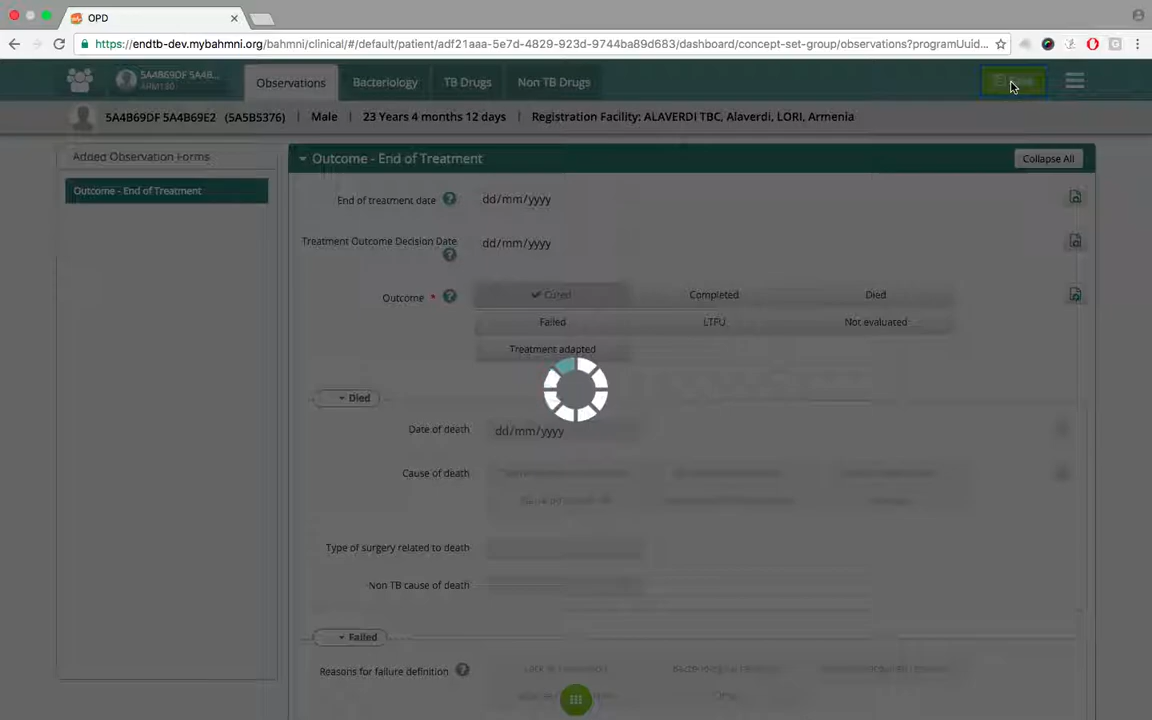 OPD
https://endtb-dev.mybahmni.org/bahmni/clinical/#/default/patient/adf21aaa-5e7d-4829-923d-9744ba89d683/dashboard/concept-set-group/observations?programUuid...
5A4B69DF 5A4B...
Observations
Bacteriology
TB Drugs
Non TB Drugs
5A4B69DF 5A4B69E2 (5A5B5376) Male 23 Years 4 months 12 days Registration Facility: ALAVERDI TBC, Alaverdi, LORI, Armenia
Added Observation Forms
Outcome - End of Treatment
Outcome - End of Treatment
Collapse All
End of treatment date ? dd/mm/yyyy
Treatment Outcome Decision Date dd/mm/yyyy
?
Outcome * ? Cured Completed Died
Failed LTFU Not evaluated
Treatment adapted
Died
Date of death dd/mm/yyyy
Cause of death
Type of surgery related to death
Non TB cause of death
Failed
Reasons for failure definition ?